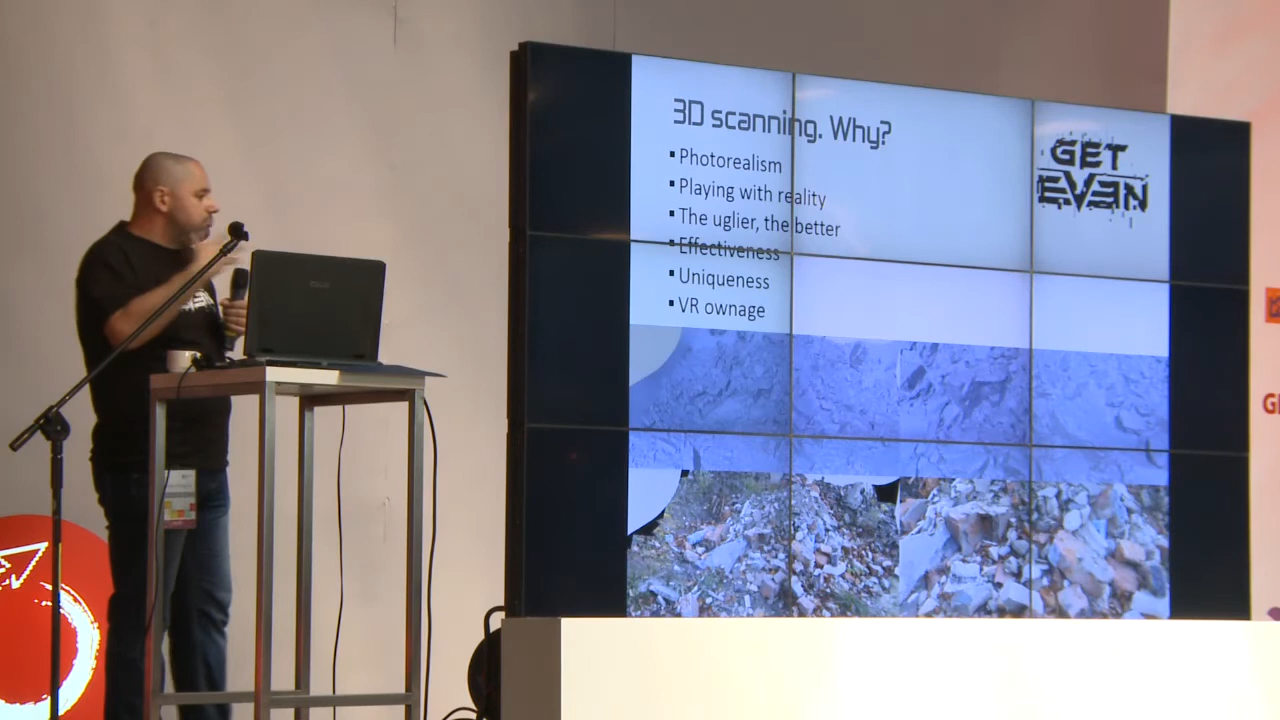 3D scanning. Why?
Photorealism
Playing with reality
The uglier, the better
Effectiveness
Uniqueness
VR ownage
GET
EVEN